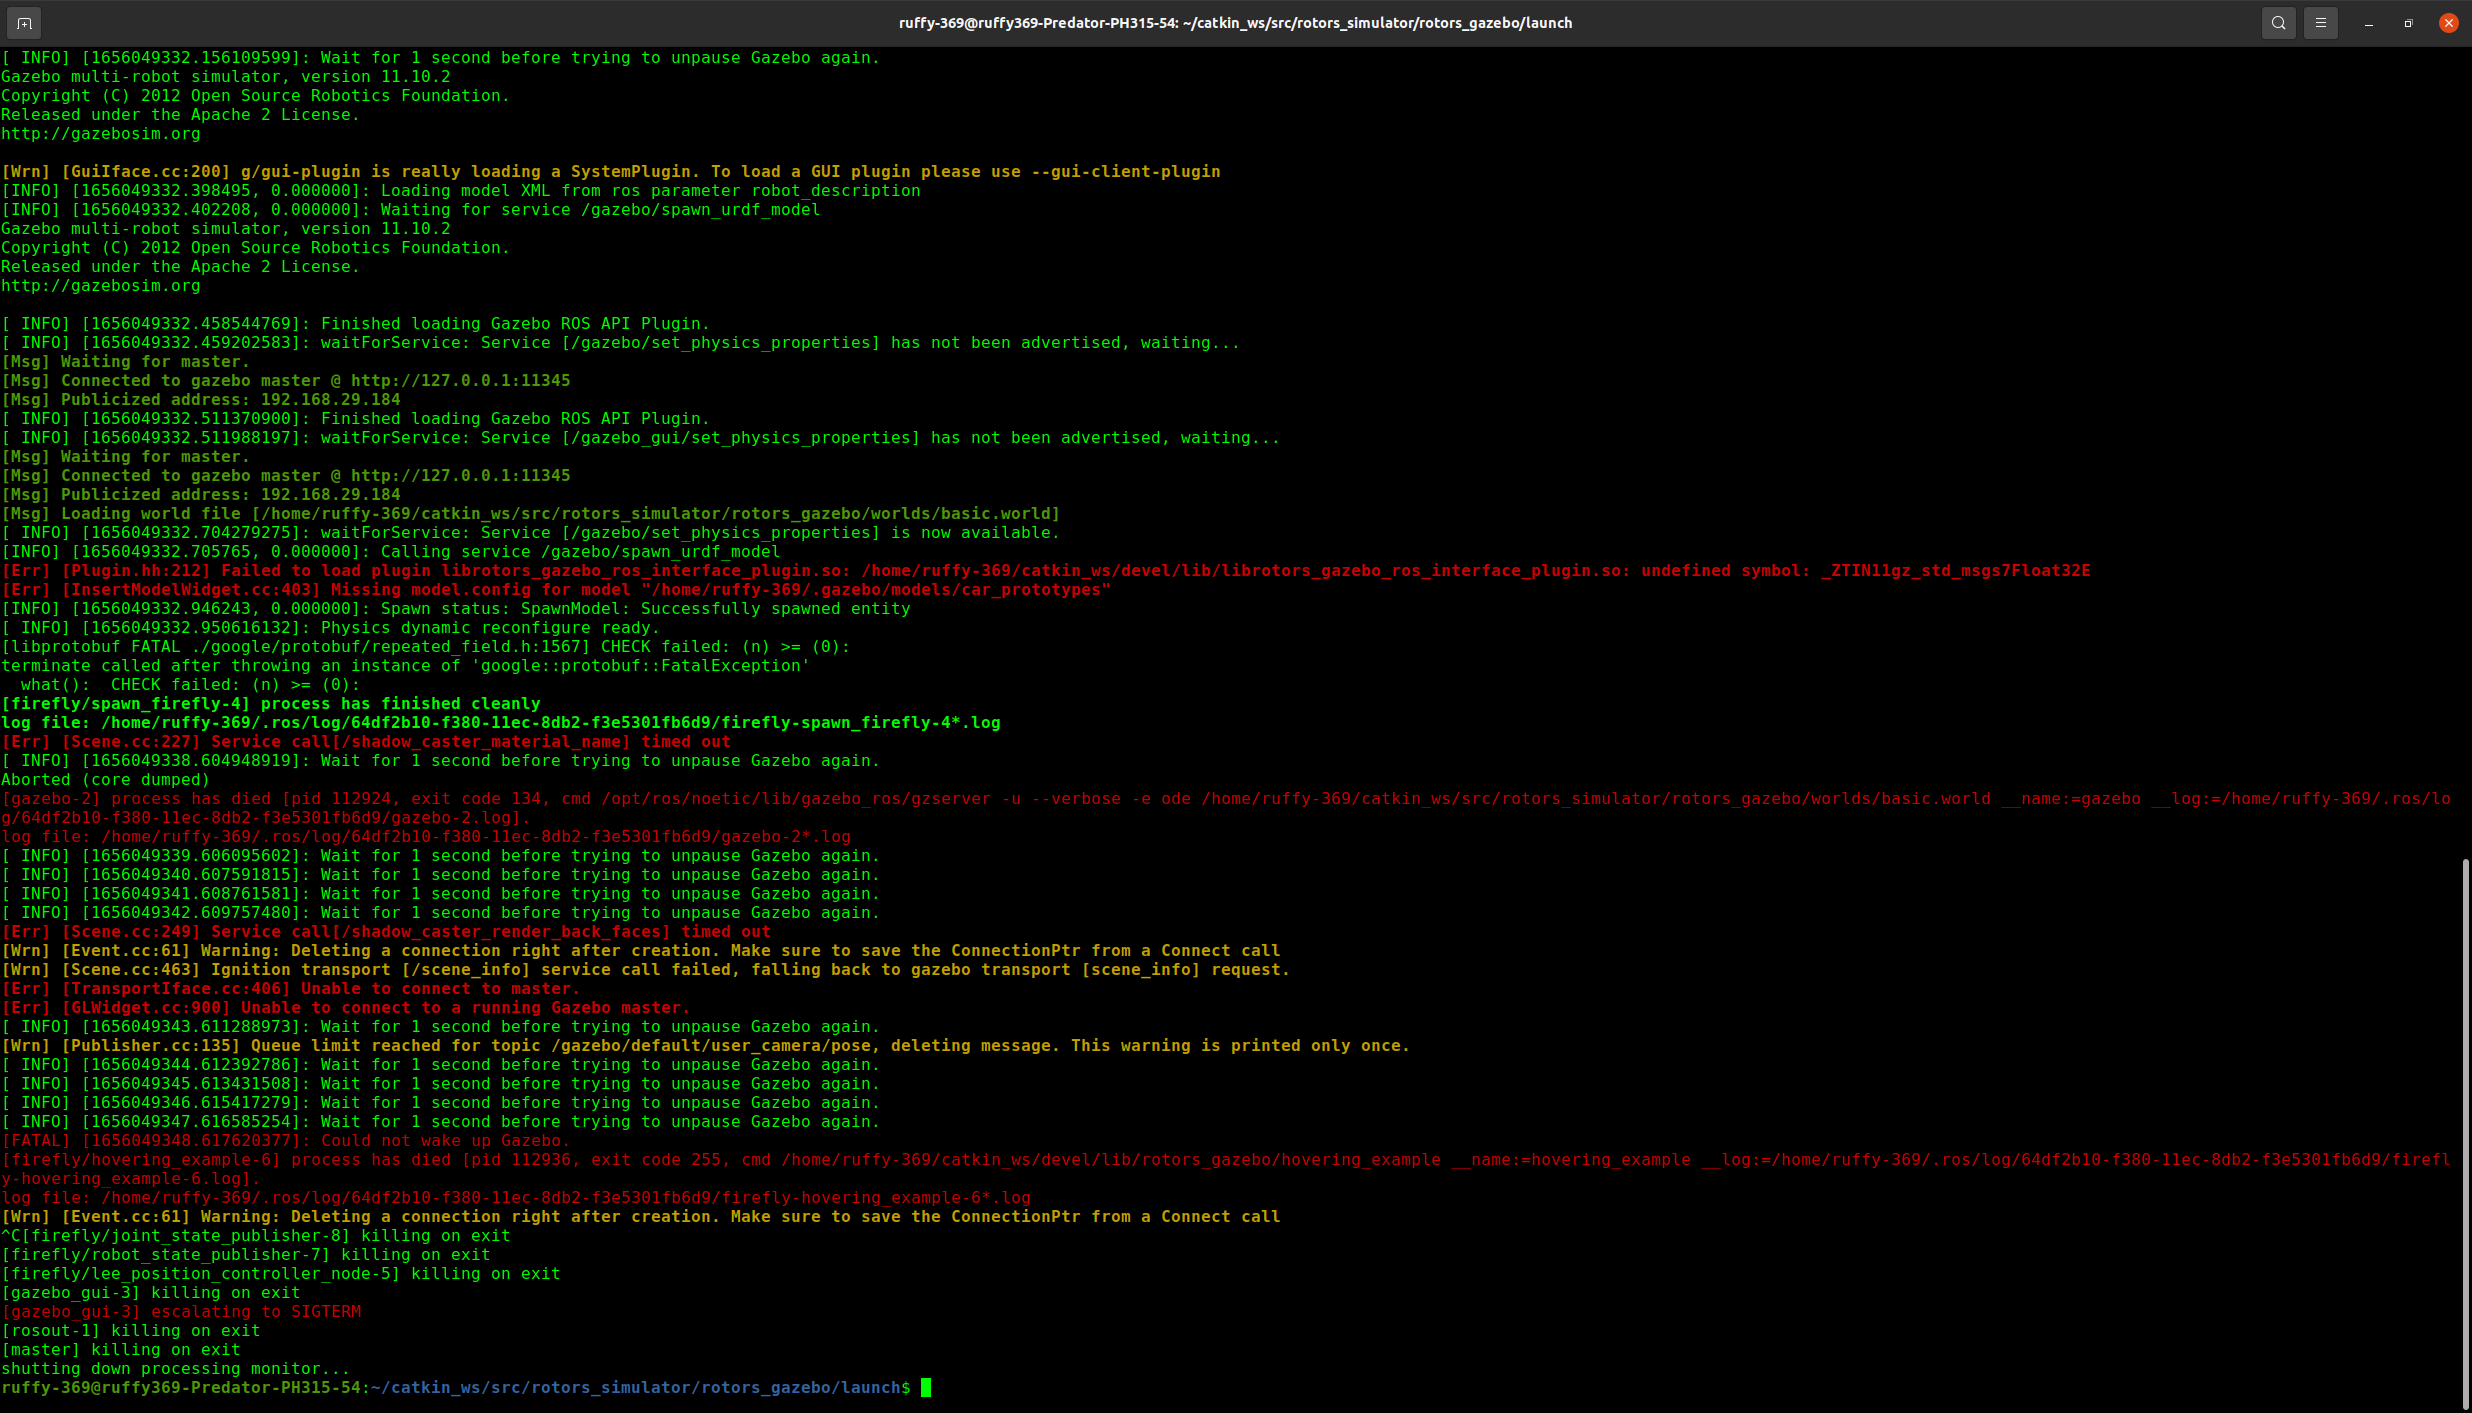 ruffy-369@ruffy369-Predator-PH315-54: ~/catkin_ws/src/rotors_simulator/rotors_gazebo/launch
[ INFO] [1656049332.156109599]: Wait for 1 second before trying to unpause Gazebo again.
Gazebo multi-robot simulator, version 11.10.2
Copyright (C) 2012 Open Source Robotics Foundation.
Released under the Apache 2 License.
http://gazebosim.org
[Wrn] [GuiIface.cc:200] g/gui-plugin is really loading a SystemPlugin. To load a GUI plugin please use --gui-client-plugin
[INFO] [1656049332.398495, 0.000000]: Loading model XML from ros parameter robot_description
[INFO] [1656049332.402208, 0.000000]: Waiting for service /gazebo/spawn_urdf_model
Gazebo multi-robot simulator, version 11.10.2
Copyright (C) 2012 Open Source Robotics Foundation.
Released under the Apache 2 License.
http://gazebosim.org
[ INFO] [1656049332.458544769]: Finished loading Gazebo ROS API Plugin.
[ INFO] [1656049332.459202583]: waitForService: Service [/gazebo/set_physics_properties] has not been advertised, waiting...
[Msg] Waiting for master.
[Msg] Connected to gazebo master @ http://127.0.0.1:11345
[Msg] Publicized address: 192.168.29.184
[ INFO] [1656049332.511370900]: Finished loading Gazebo ROS API Plugin.
[ INFO] [1656049332.511988197]: waitForService: Service [/gazebo_gui/set_physics_properties] has not been advertised, waiting...
[Msg] Waiting for master.
[Msg] Connected to gazebo master @ http://127.0.0.1:11345
[Msg] Publicized address: 192.168.29.184
[Msg] Loading world file [/home/ruffy-369/catkin_ws/src/rotors_simulator/rotors_gazebo/worlds/basic.world]
[ INFO] [1656049332.704279275]: waitForService: Service [/gazebo/set_physics_properties] is now available.
[INFO] [1656049332.705765, 0.000000]: Calling service /gazebo/spawn_urdf_model
[Err] [Plugin.hh:212] Failed to load plugin librotors_gazebo_ros_interface_plugin.so: /home/ruffy-369/catkin_ws/devel/lib/librotors_gazebo_ros_interface_plugin.so: undefined symbol: _ZTIN11gz_std_msgs7Float32E
[Err] [InsertModelWidget.cc:403] Missing model.config for model "/home/ruffy-369/.gazebo/models/car_prototypes"
[INFO] [1656049332.946243, 0.000000]: Spawn status: SpawnModel: Successfully spawned entity
[ INFO] [1656049332.950616132]: Physics dynamic reconfigure ready.
[libprotobuf FATAL ./google/protobuf/repeated_field.h:1567] CHECK failed: (n) >= (0):
terminate called after throwing an instance of 'google::protobuf::FatalException'
  what():  CHECK failed: (n) >= (0):
[firefly/spawn_firefly-4] process has finished cleanly
log file: /home/ruffy-369/.ros/log/64df2b10-f380-11ec-8db2-f3e5301fb6d9/firefly-spawn_firefly-4*.log
[Err] [Scene.cc:227] Service call[/shadow_caster_material_name] timed out
[ INFO] [1656049338.604948919]: Wait for 1 second before trying to unpause Gazebo again.
Aborted (core dumped)
[gazebo-2] process has died [pid 112924, exit code 134, cmd /opt/ros/noetic/lib/gazebo_ros/gzserver -u --verbose -e ode /home/ruffy-369/catkin_ws/src/rotors_simulator/rotors_gazebo/worlds/basic.world __name:=gazebo __log:=/home/ruffy-369/.ros/lo
g/64df2b10-f380-11ec-8db2-f3e5301fb6d9/gazebo-2.log].
log file: /home/ruffy-369/.ros/log/64df2b10-f380-11ec-8db2-f3e5301fb6d9/gazebo-2*.log
[ INFO] [1656049339.606095602]: Wait for 1 second before trying to unpause Gazebo again.
[ INFO] [1656049340.607591815]: Wait for 1 second before trying to unpause Gazebo again.
[ INFO] [1656049341.608761581]: Wait for 1 second before trying to unpause Gazebo again.
[ INFO] [1656049342.609757480]: Wait for 1 second before trying to unpause Gazebo again.
[Err] [Scene.cc:249] Service call[/shadow_caster_render_back_faces] timed out
[Wrn] [Event.cc:61] Warning: Deleting a connection right after creation. Make sure to save the ConnectionPtr from a Connect call
[Wrn] [Scene.cc:463] Ignition transport [/scene_info] service call failed, falling back to gazebo transport [scene_info] request.
[Err] [TransportIface.cc:406] Unable to connect to master.
[Err] [GLWidget.cc:900] Unable to connect to a running Gazebo master.
[ INFO] [1656049343.611288973]: Wait for 1 second before trying to unpause Gazebo again.
[Wrn] [Publisher.cc:135] Queue limit reached for topic /gazebo/default/user_camera/pose, deleting message. This warning is printed only once.
[ INFO] [1656049344.612392786]: Wait for 1 second before trying to unpause Gazebo again.
[ INFO] [1656049345.613431508]: Wait for 1 second before trying to unpause Gazebo again.
[ INFO] [1656049346.615417279]: Wait for 1 second before trying to unpause Gazebo again.
[ INFO] [1656049347.616585254]: Wait for 1 second before trying to unpause Gazebo again.
[FATAL] [1656049348.617620377]: Could not wake up Gazebo.
[firefly/hovering_example-6] process has died [pid 112936, exit code 255, cmd /home/ruffy-369/catkin_ws/devel/lib/rotors_gazebo/hovering_example __name:=hovering_example __log:=/home/ruffy-369/.ros/log/64df2b10-f380-11ec-8db2-f3e5301fb6d9/firefl
y-hovering_example-6.log].
log file: /home/ruffy-369/.ros/log/64df2b10-f380-11ec-8db2-f3e5301fb6d9/firefly-hovering_example-6*.log
[Wrn] [Event.cc:61] Warning: Deleting a connection right after creation. Make sure to save the ConnectionPtr from a Connect call
^C[firefly/joint_state_publisher-8] killing on exit
[firefly/robot_state_publisher-7] killing on exit
[firefly/lee_position_controller_node-5] killing on exit
[gazebo_gui-3] killing on exit
[gazebo_gui-3] escalating to SIGTERM
[rosout-1] killing on exit
[master] killing on exit
shutting down processing monitor...
ruffy-369@ruffy369-Predator-PH315-54:~/catkin_ws/src/rotors_simulator/rotors_gazebo/launch$